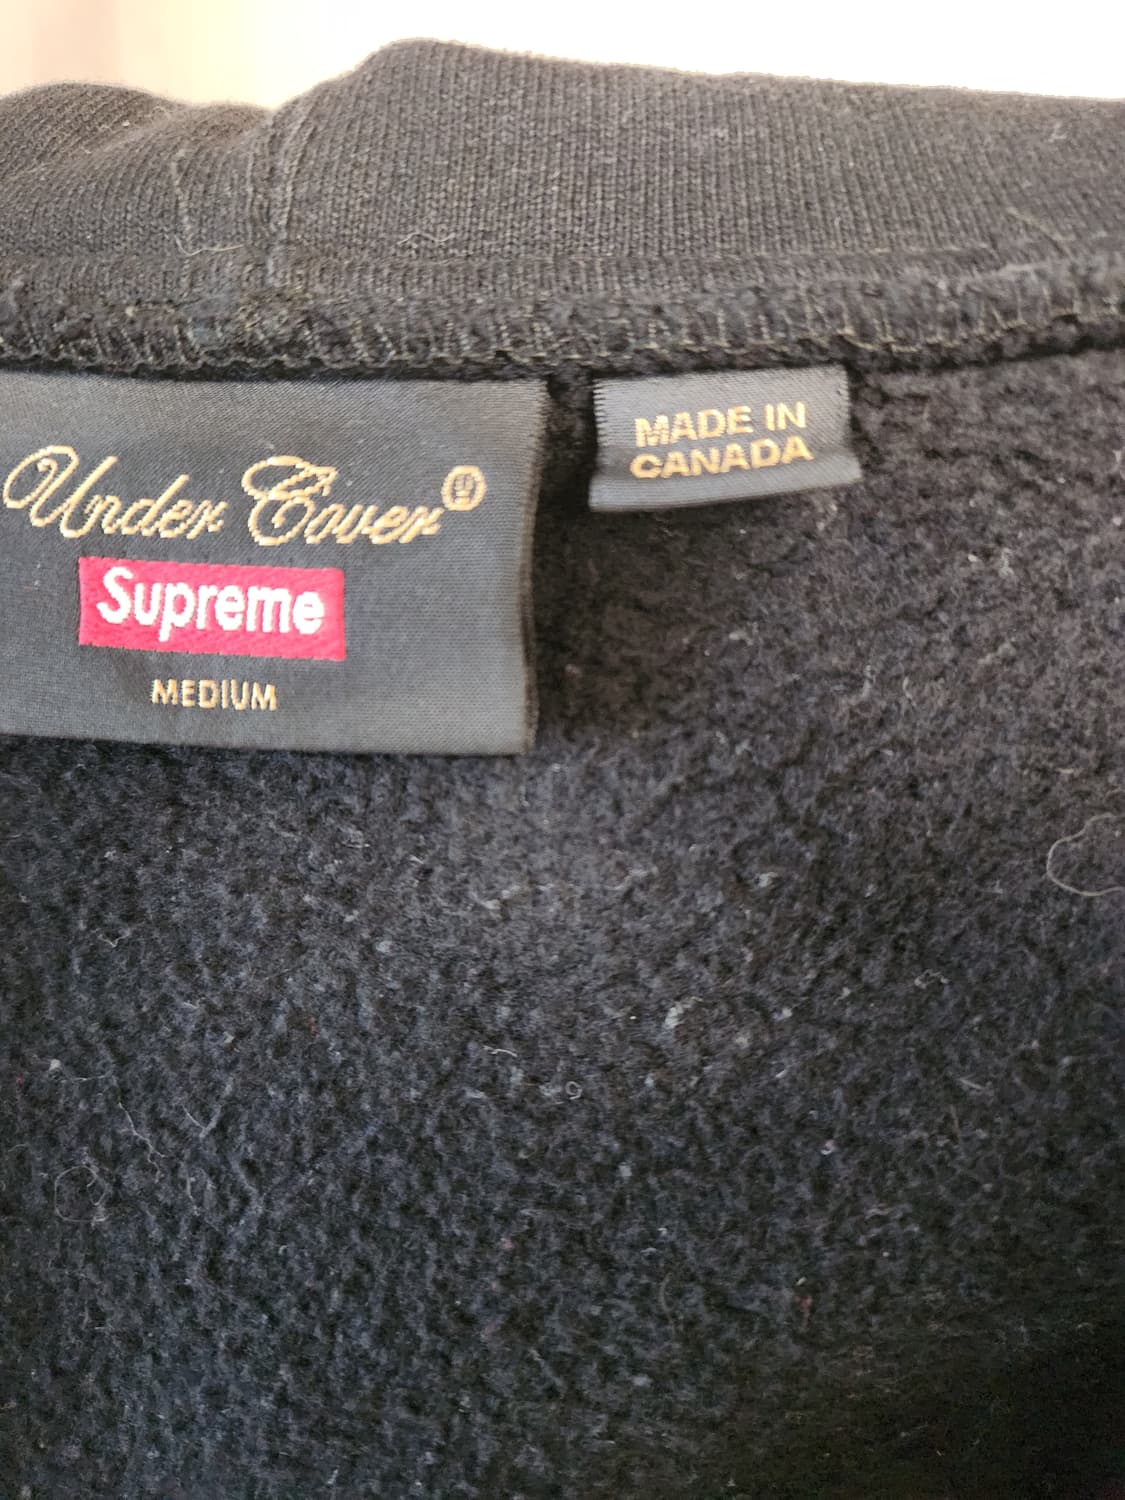 Under Cover
Supreme
MEDIUM
MADE IN
CANADA